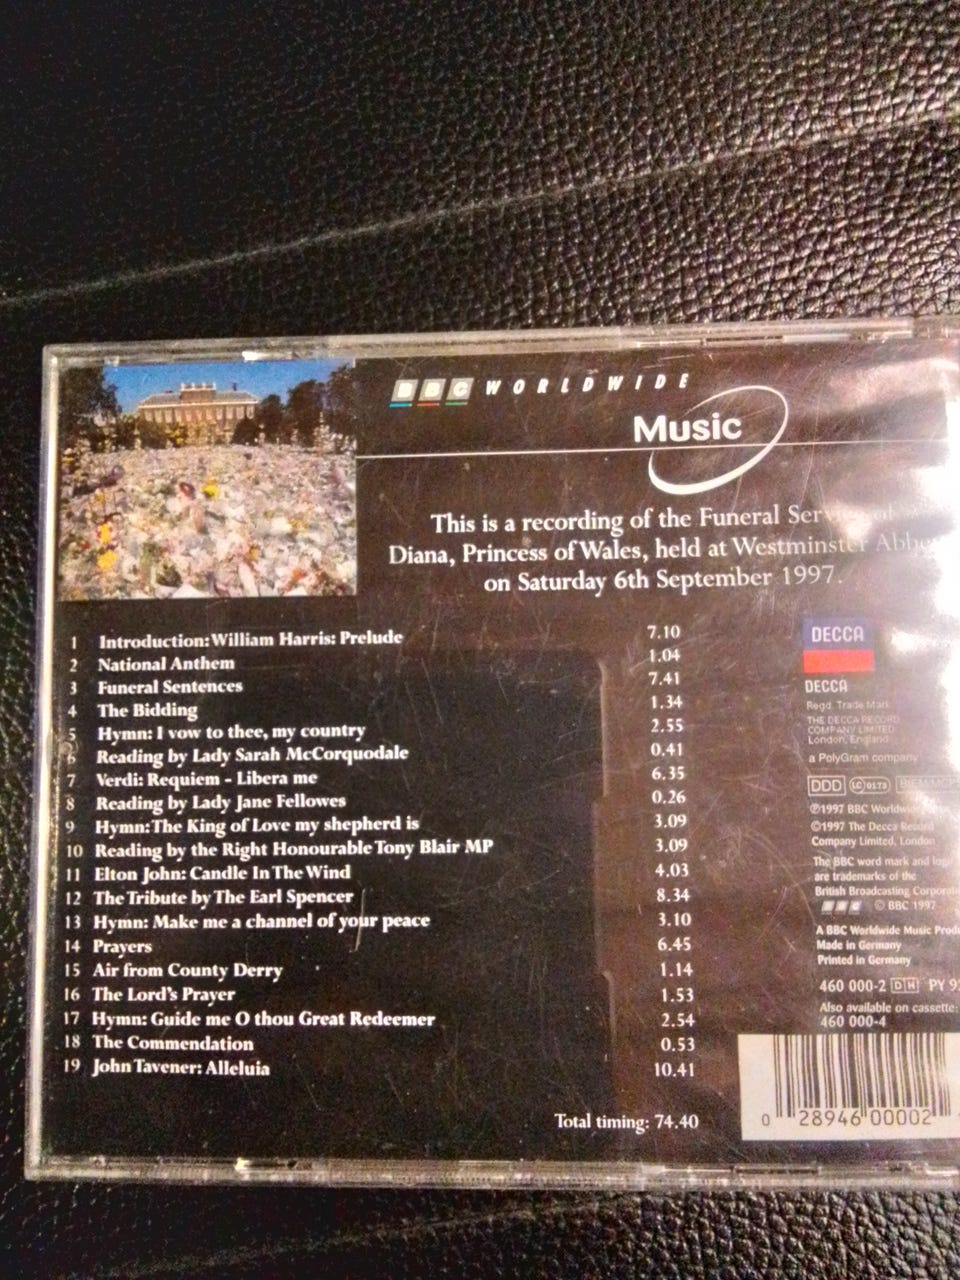 BBC WORLDWIDE
Music
This is a recording of the Funeral Service of
Diana, Princess of Wales, held at Westminster Abbey
on Saturday 6th September 1997.
1 Introduction: William Harris: Prelude 7.10
2 National Anthem 1.04
3 Funeral Sentences 7.41
4 The Bidding 1.34
5 Hymn: I vow to thee, my country 2.55
6 Reading by Lady Sarah McCorquodale 0.41
7 Verdi: Requiem - Libera me 6.35
8 Reading by Lady Jane Fellowes 0.26
9 Hymn: The King of Love my shepherd is 3.09
10 Reading by the Right Honourable Tony Blair MP 3.09
11 Elton John: Candle In The Wind 4.03
12 The Tribute by The Earl Spencer 8.34
13 Hymn: Make me a channel of your peace 3.10
14 Prayers 6.45
15 Air from County Derry 1.14
16 The Lord's Prayer 1.53
17 Hymn: Guide me O thou Great Redeemer 2.54
18 The Commendation 0.53
19 John Tavener: Alleluia 10.41
Total timing: 74.40
DECCA
DECCA
Regd. Trade Mark
THE DECCA RECORD
COMPANY LIMITED
London, England
a PolyGram company
DDD LC 0173 BIEM/MCPS
℗1997 BBC Worldwide
©1997 The Decca Record
Company Limited, London
The BBC word mark and logo
are trademarks of the
British Broadcasting Corporation
BBC © BBC 1997
A BBC Worldwide Music Produ
Made in Germany
Printed in Germany
460 000-2 DH PY 92
Also available on cassette:
460 000-4
0 28946 00002